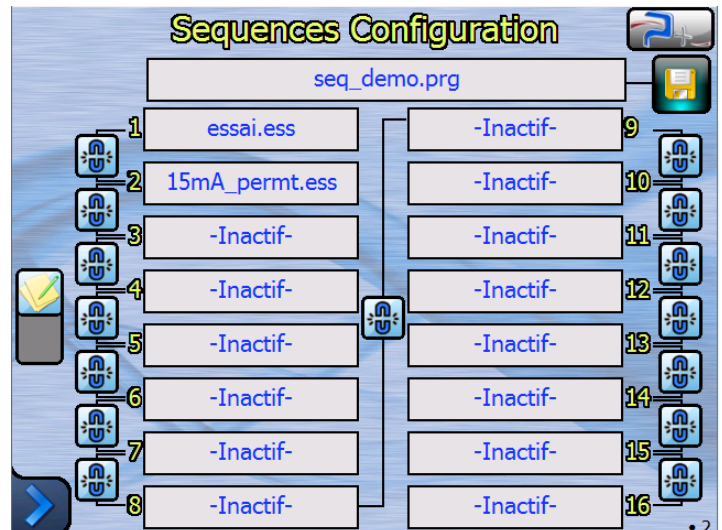 Sequences Configuration
seq_demo.prg
1 essai.ess
2 15mA_permt.ess
3 -Inactif-
4 -Inactif-
5 -Inactif-
6 -Inactif-
7 -Inactif-
8 -Inactif-
-Inactif- 9
-Inactif- 10
-Inactif- 11
-Inactif- 12
-Inactif- 13
-Inactif- 14
-Inactif- 15
-Inactif- 16